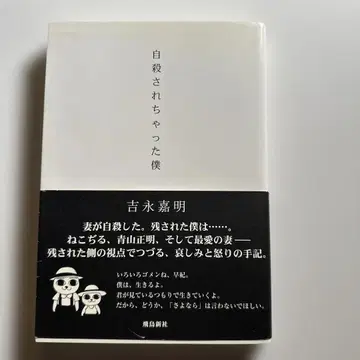 自殺されちゃった僕
吉永嘉明
妻が自殺した。残された僕は……。
ねこぢる、青山正明、そして最愛の妻――
残された側の視点でつづる、哀しみと怒りの手記。
いろいろゴメンね、早紀。
僕は、生きるよ。
君が見ているつもりで生きていくよ。
だから、どうか、「さよなら」は言わないでほしい。
飛鳥新社